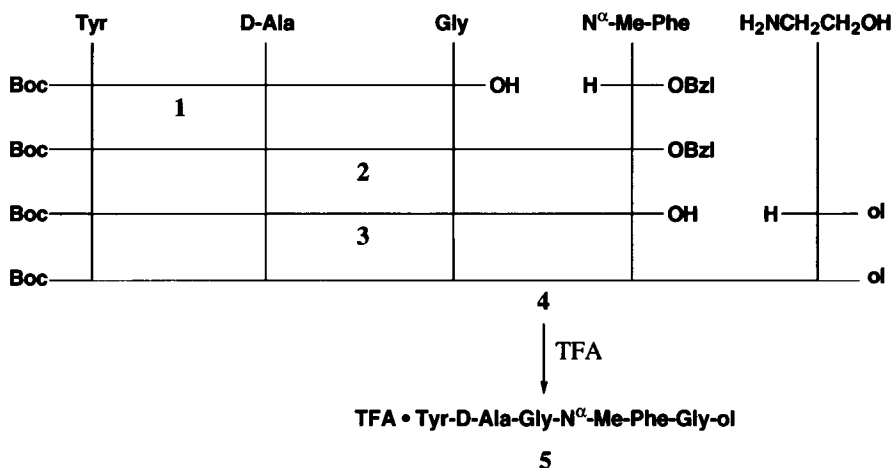 Tyr D-Ala Gly Nα-Me-Phe H2NCH2CH2OH
Boc OH H OBzl
1
Boc OBzl
2
Boc OH H ol
3
Boc ol
4
TFA
TFA • Tyr-D-Ala-Gly-Nα-Me-Phe-Gly-ol
5